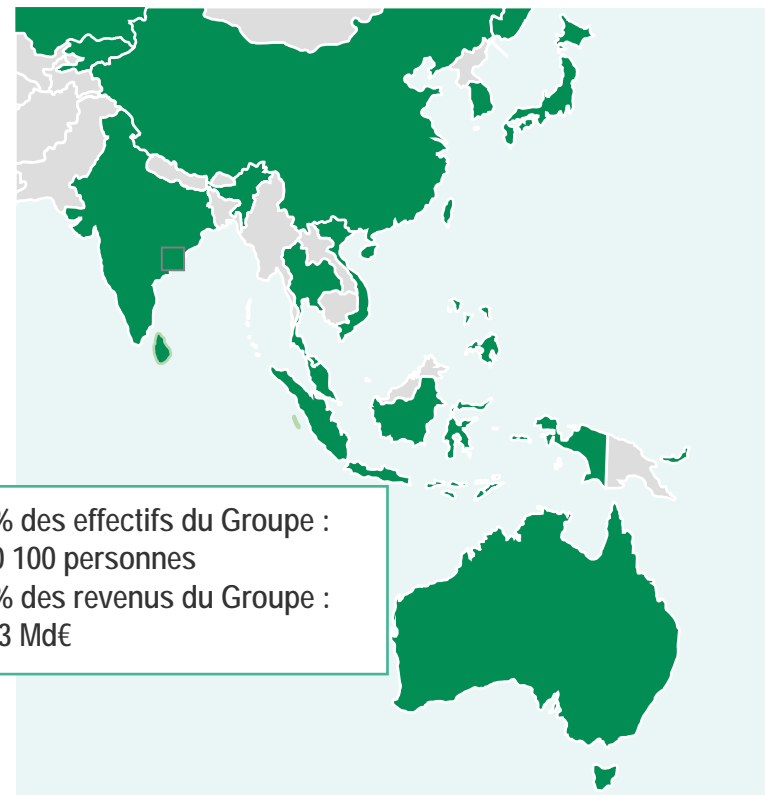 % des effectifs du Groupe :
0 100 personnes
% des revenus du Groupe :
3 Md€